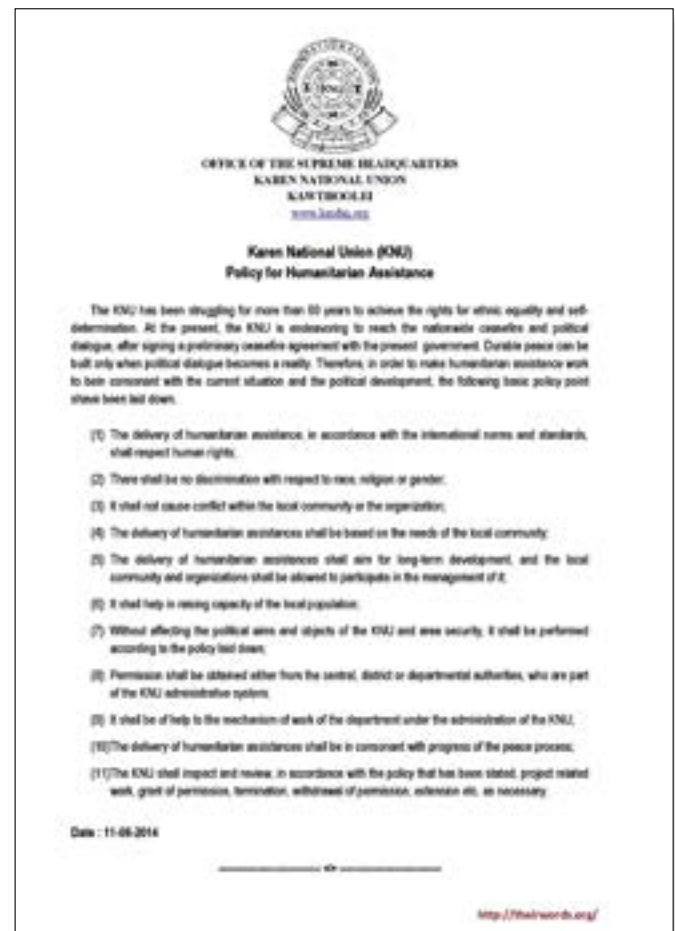 OFFICE OF THE SUPREME HEADQUARTERS
KAREN NATIONAL UNION
KAWTHOOLEI
Karen National Union (KNU)
Policy for Humanitarian Assistance
The KNU has been struggling for more than 60 years to achieve the rights for ethnic equality and self-
determination. At the present, the KNU is endeavoring to reach the nationwide ceasefire and political
dialogue, after signing a preliminary ceasefire agreement with the present government. Durable peace can be
built only when political dialogue becomes a reality. Therefore, in order to make humanitarian assistance work
to bein consonant with the current situation and the political development, the following basic policy point
shave been laid down.
(1) The delivery of humanitarian assistance, in accordance with the international norms and standards,
shall respect human rights;
(2) There shall be no discrimination with respect to race, religion or gender;
(3) It shall not cause conflict within the local community or the organization;
(4) The delivery of humanitarian assistances shall be based on the needs of the local community;
(5) The delivery of humanitarian assistances shall aim for long-term development, and the local
community and organizations shall be allowed to participate in the management of it;
(6) It shall help in raising capacity of the local population;
(7) Without affecting the political aims and objects of the KNU and area security, it shall be performed
according to the policy laid down;
(8) Permission shall be obtained either from the central, district or departmental authorities, who are part
of the KNU administrative system.
(9) It shall be of help to the mechanism of work of the department under the administration of the KNU;
(10)The delivery of humanitarian assistances shall be in consonant with progress of the peace process;
(11)The KNU shall inspect and review, in accordance with the policy that has been stated, project related
work, grant of permission, termination, withdrawal of permission, extension etc, as necessary.
Date : 11-06-2014